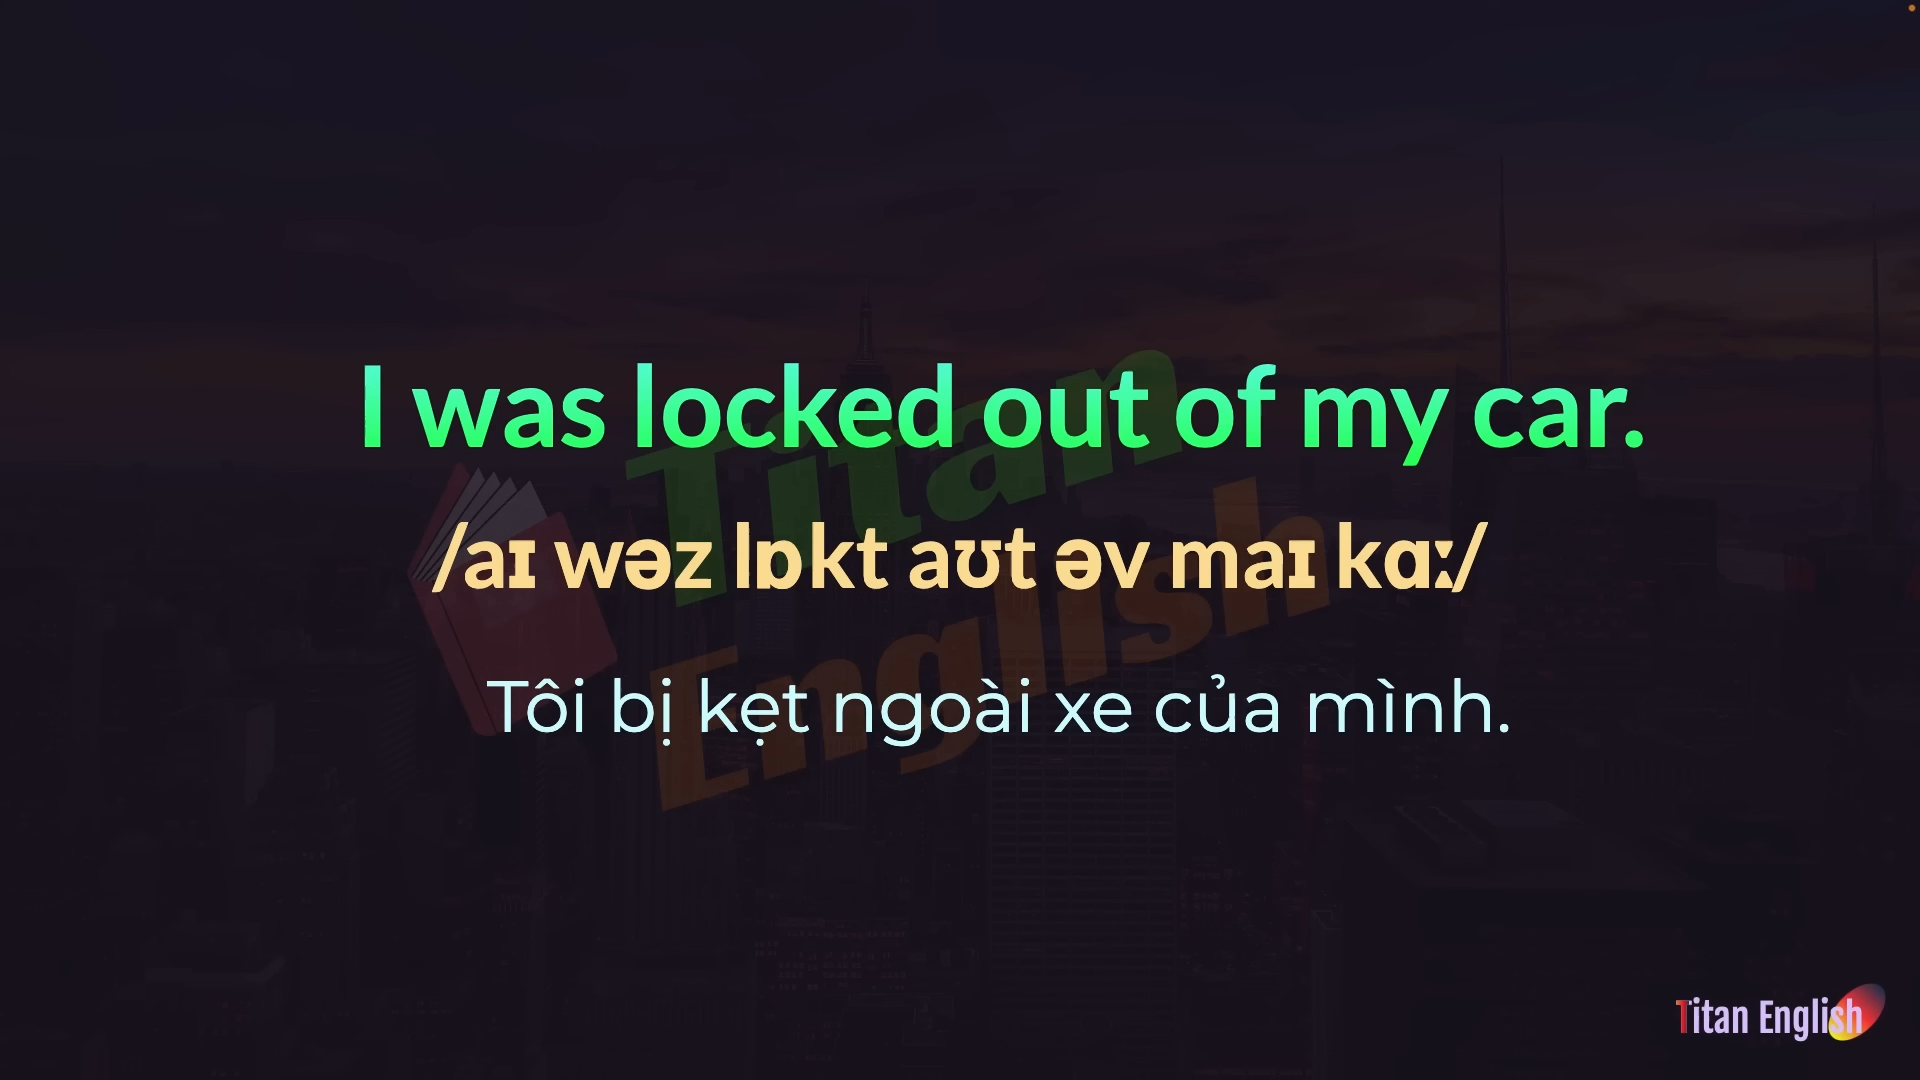 I was locked out of my car.
/aɪ wəz lɒkt aʊt əv maɪ kɑː/
Tôi bị kẹt ngoài xe của mình.
Titan
English
Titan English